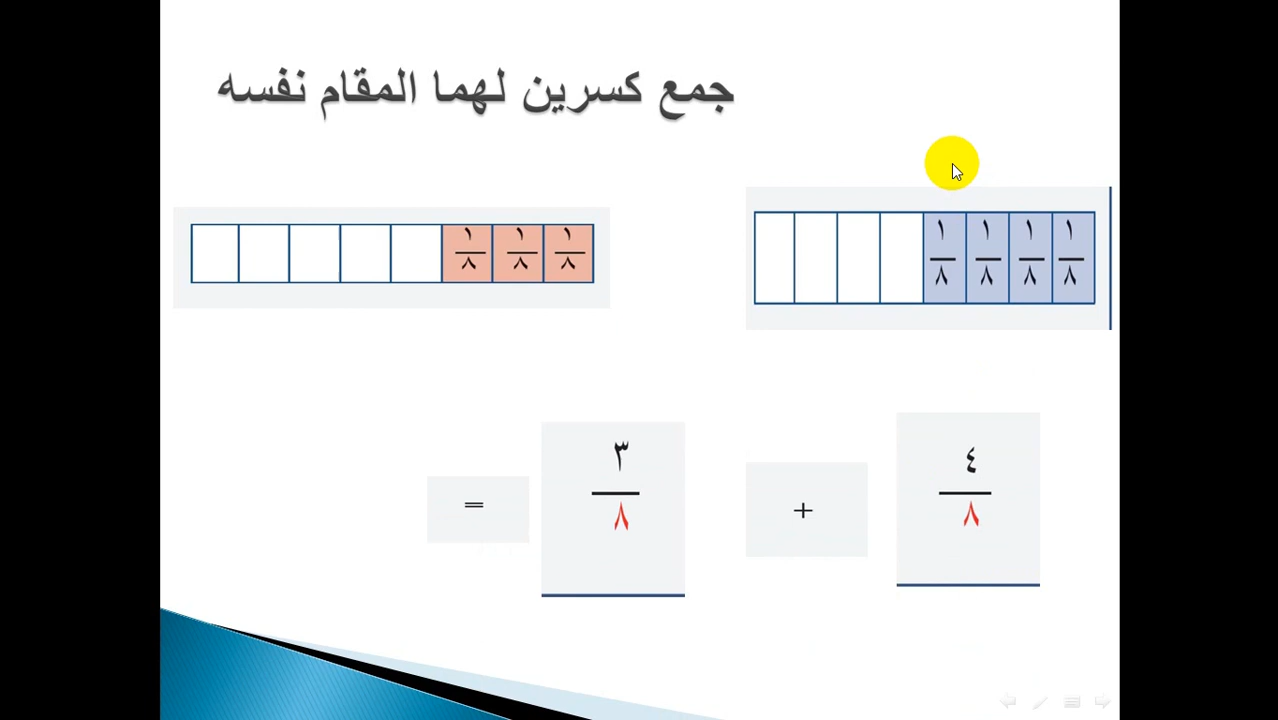 جمع كسرين لهما المقام نفسه
١/٨ ١/٨ ١/٨ ١/٨
١/٨ ١/٨ ١/٨
٤/٨ + ٣/٨ =